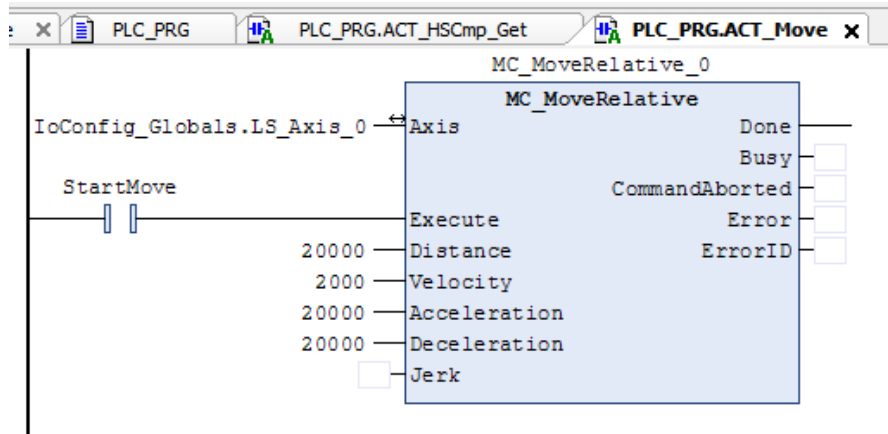 PLC_PRG PLC_PRG.ACT_HSCmp_Get PLC_PRG.ACT_Move
MC_MoveRelative_0
MC_MoveRelative
IoConfig_Globals.LS_Axis_0 Axis Done
Busy
StartMove CommandAborted
Execute Error
20000 Distance ErrorID
2000 Velocity
20000 Acceleration
20000 Deceleration
Jerk